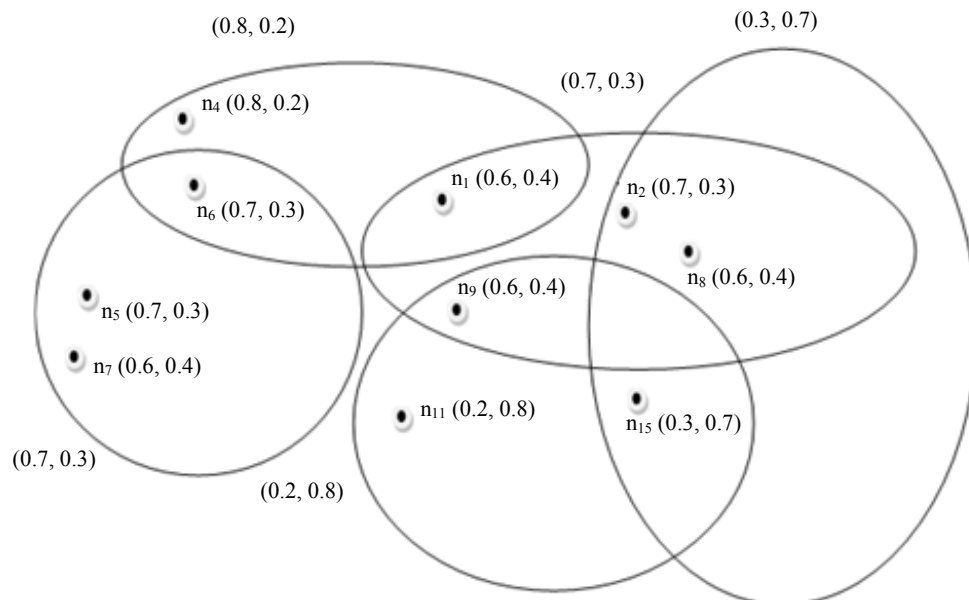 (0.3, 0.7)
(0.8, 0.2)
(0.7, 0.3)
n₄ (0.8, 0.2)
n₁ (0.6, 0.4)
n₂ (0.7, 0.3)
n₆ (0.7, 0.3)
n₈ (0.6, 0.4)
n₉ (0.6, 0.4)
n₅ (0.7, 0.3)
n₇ (0.6, 0.4)
n₁₁ (0.2, 0.8)
n₁₅ (0.3, 0.7)
(0.7, 0.3)
(0.2, 0.8)